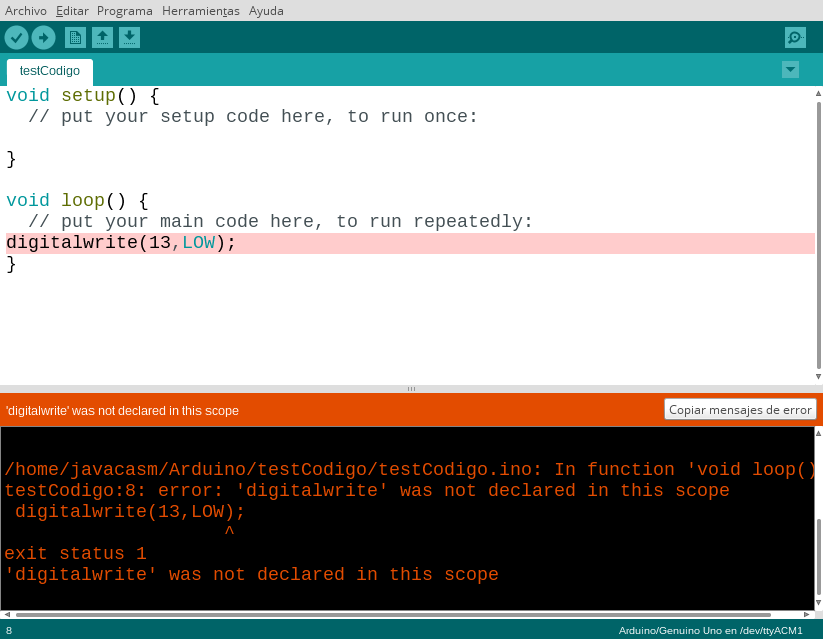 Archivo Editar Programa Herramientas Ayuda
testCodigo
void setup() {
  // put your setup code here, to run once:
}
void loop() {
  // put your main code here, to run repeatedly:
digitalwrite(13,LOW);
}
'digitalwrite' was not declared in this scope
Copiar mensajes de error
/home/javacasm/Arduino/testCodigo/testCodigo.ino: In function 'void loop()
testCodigo:8: error: 'digitalwrite' was not declared in this scope
 digitalwrite(13,LOW);
                    ^
exit status 1
'digitalwrite' was not declared in this scope
8 Arduino/Genuino Uno en /dev/ttyACM1